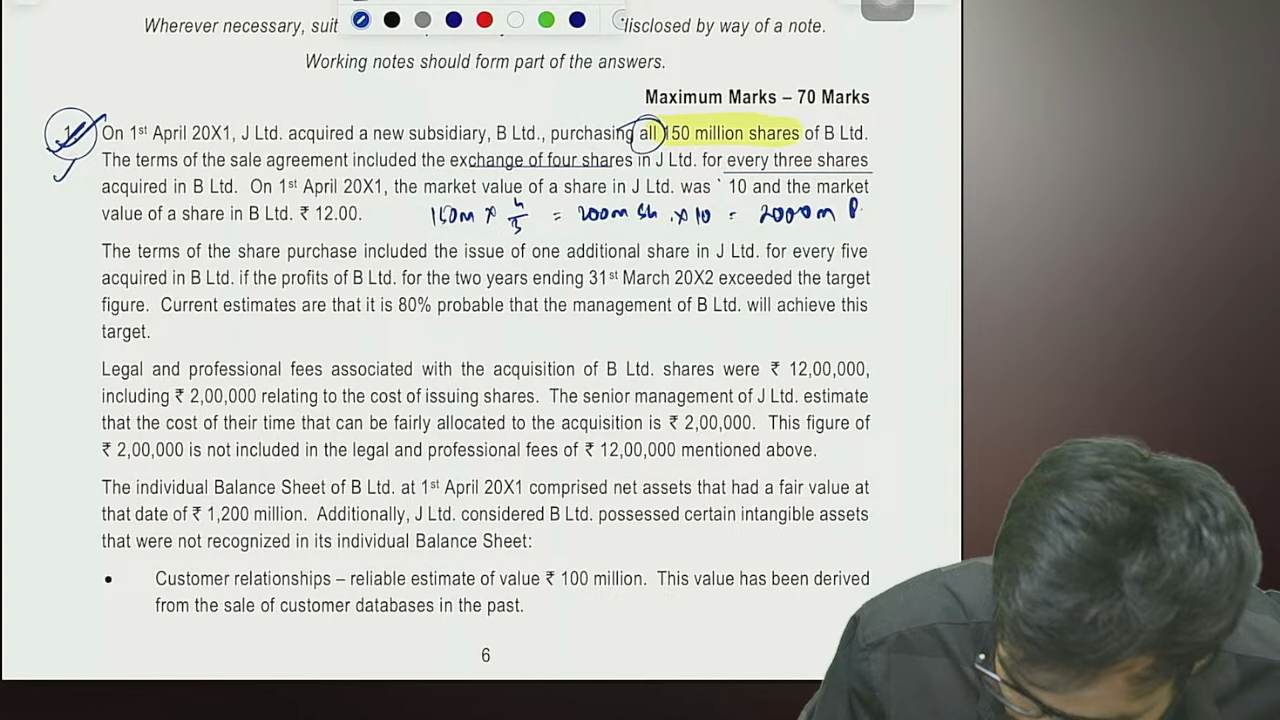 Wherever necessary, suit disclosed by way of a note.
Working notes should form part of the answers.
Maximum Marks – 70 Marks
1. On 1st April 20X1, J Ltd. acquired a new subsidiary, B Ltd., purchasing all 150 million shares of B Ltd.
The terms of the sale agreement included the exchange of four shares in J Ltd. for every three shares
acquired in B Ltd. On 1st April 20X1, the market value of a share in J Ltd. was ` 10 and the market
value of a share in B Ltd. ₹ 12.00.
150m × 4/3 = 200m sh × 10 = 2000m P.
The terms of the share purchase included the issue of one additional share in J Ltd. for every five
acquired in B Ltd. if the profits of B Ltd. for the two years ending 31st March 20X2 exceeded the target
figure. Current estimates are that it is 80% probable that the management of B Ltd. will achieve this
target.
Legal and professional fees associated with the acquisition of B Ltd. shares were ₹ 12,00,000,
including ₹ 2,00,000 relating to the cost of issuing shares. The senior management of J Ltd. estimate
that the cost of their time that can be fairly allocated to the acquisition is ₹ 2,00,000. This figure of
₹ 2,00,000 is not included in the legal and professional fees of ₹ 12,00,000 mentioned above.
The individual Balance Sheet of B Ltd. at 1st April 20X1 comprised net assets that had a fair value at
that date of ₹ 1,200 million. Additionally, J Ltd. considered B Ltd. possessed certain intangible assets
that were not recognized in its individual Balance Sheet:
• Customer relationships – reliable estimate of value ₹ 100 million. This value has been derived
from the sale of customer databases in the past.
6